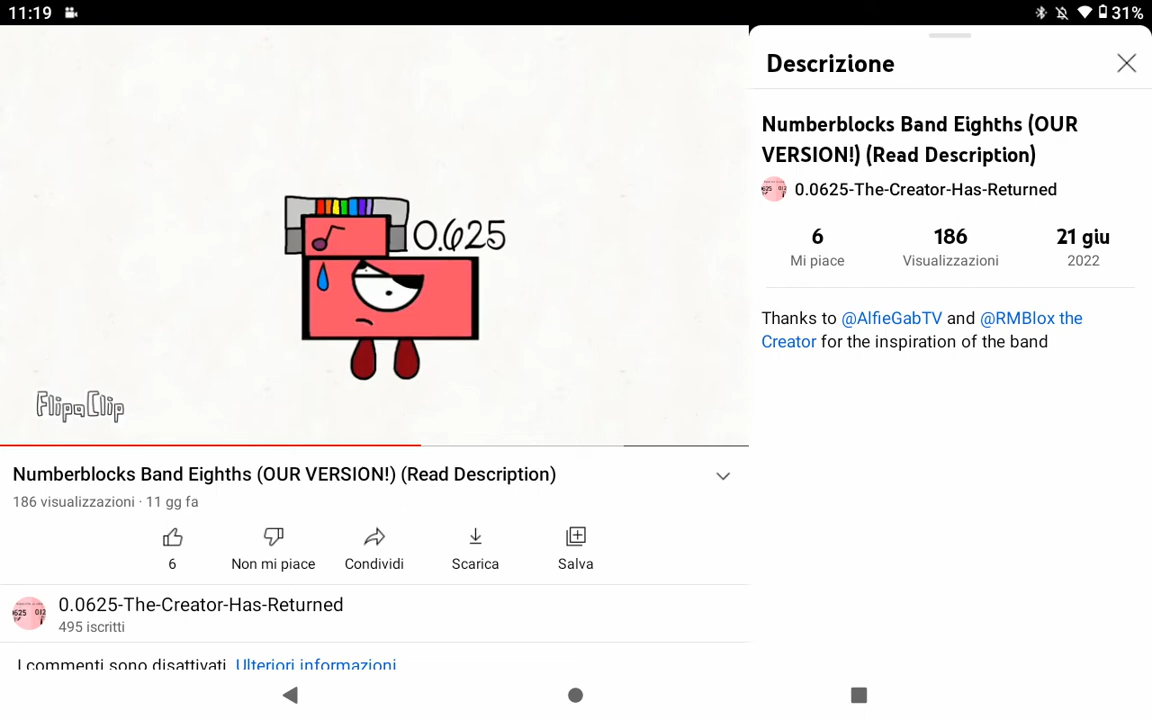 11:19
31%
0.625
FlipaClip
Numberblocks Band Eighths (OUR VERSION!) (Read Description)
186 visualizzazioni · 11 gg fa
6
Non mi piace
Condividi
Scarica
Salva
0.0625-The-Creator-Has-Returned
495 iscritti
I commenti sono disattivati. Ulteriori informazioni
Descrizione
Numberblocks Band Eighths (OUR
VERSION!) (Read Description)
0.0625-The-Creator-Has-Returned
6
Mi piace
186
Visualizzazioni
21 giu
2022
Thanks to @AlfieGabTV and @RMBlox the
Creator for the inspiration of the band